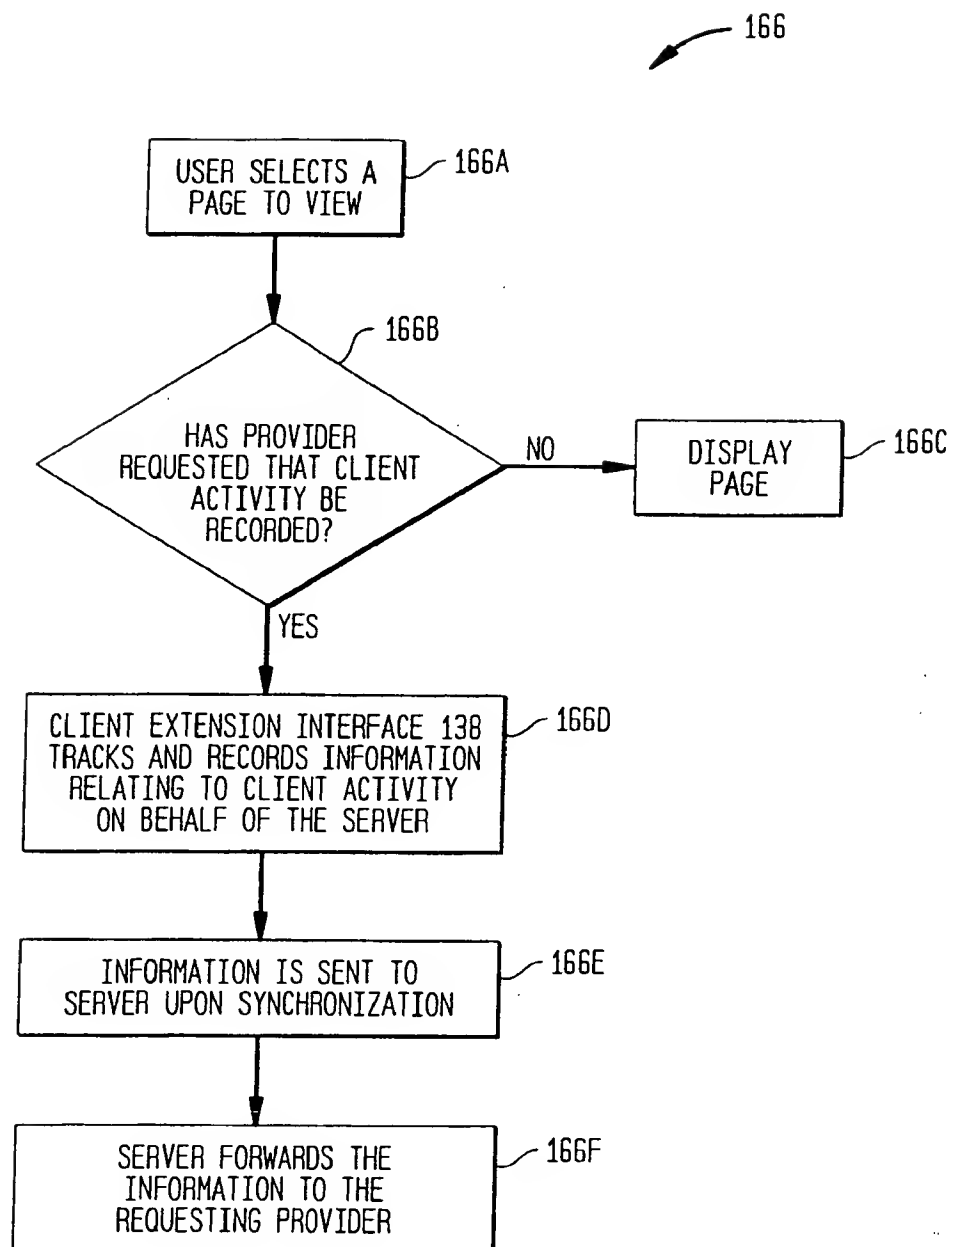 166
USER SELECTS A
PAGE TO VIEW
166A
166B
HAS PROVIDER
REQUESTED THAT CLIENT
ACTIVITY BE
RECORDED?
NO
DISPLAY
PAGE
166C
YES
CLIENT EXTENSION INTERFACE 138
TRACKS AND RECORDS INFORMATION
RELATING TO CLIENT ACTIVITY
ON BEHALF OF THE SERVER
166D
INFORMATION IS SENT TO
SERVER UPON SYNCHRONIZATION
166E
SERVER FORWARDS THE
INFORMATION TO THE
REQUESTING PROVIDER
166F